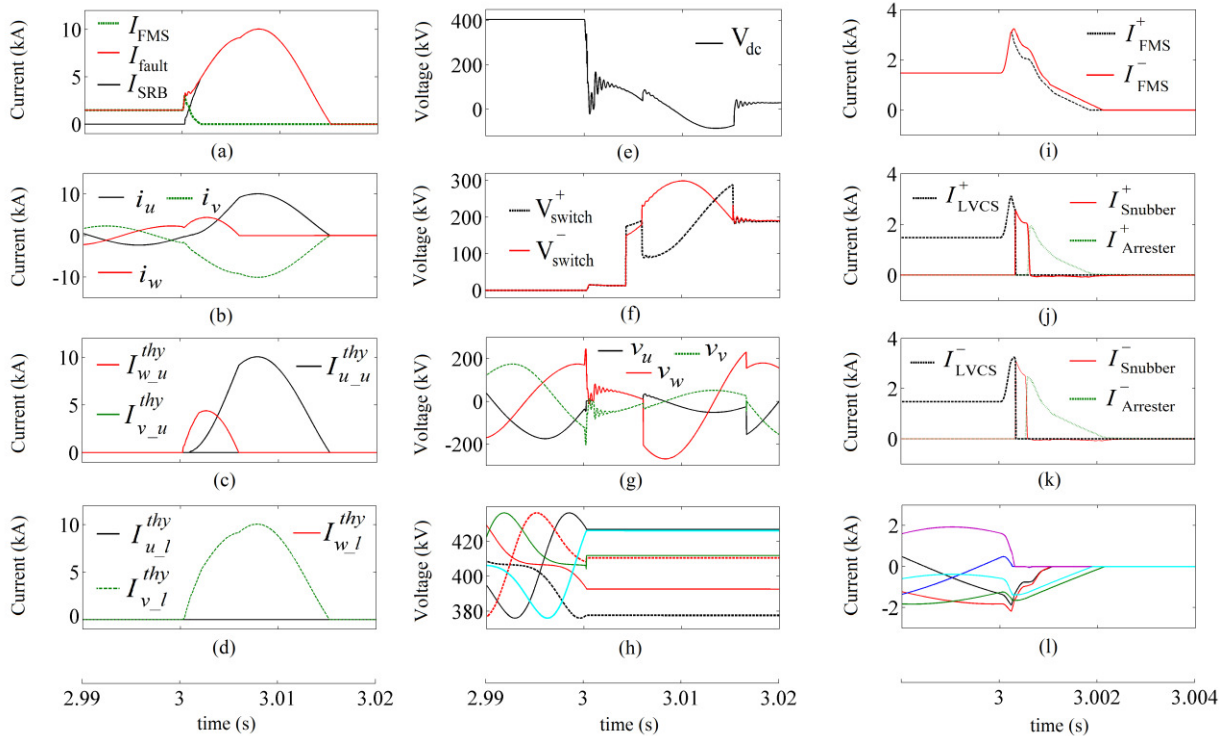 Current (kA)
10
5
0
I_FMS
I_fault
I_SRB
(a)
Voltage (kV)
400
200
0
V_dc
(e)
Current (kA)
4
2
0
I^+_FMS
I^-_FMS
(i)
Current (kA)
10
0
-10
i_u
i_v
i_w
(b)
Voltage (kV)
300
200
100
0
V^+_switch
V^-_switch
(f)
Current (kA)
4
2
0
I^+_LVCS
I^+_Snubber
I^+_Arrester
(j)
Current (kA)
10
5
0
I^thy_w_u
I^thy_u_u
I^thy_v_u
(c)
Voltage (kV)
200
0
-200
v_u
v_v
v_w
(g)
Current (kA)
4
2
0
I^-_LVCS
I^-_Snubber
I^-_Arrester
(k)
Current (kA)
10
5
0
I^thy_u_l
I^thy_w_l
I^thy_v_l
(d)
Voltage (kV)
420
400
380
(h)
Current (kA)
2
0
-2
(l)
2.99 3 3.01 3.02
time (s)
2.99 3 3.01 3.02
time (s)
3 3.002 3.004
time (s)